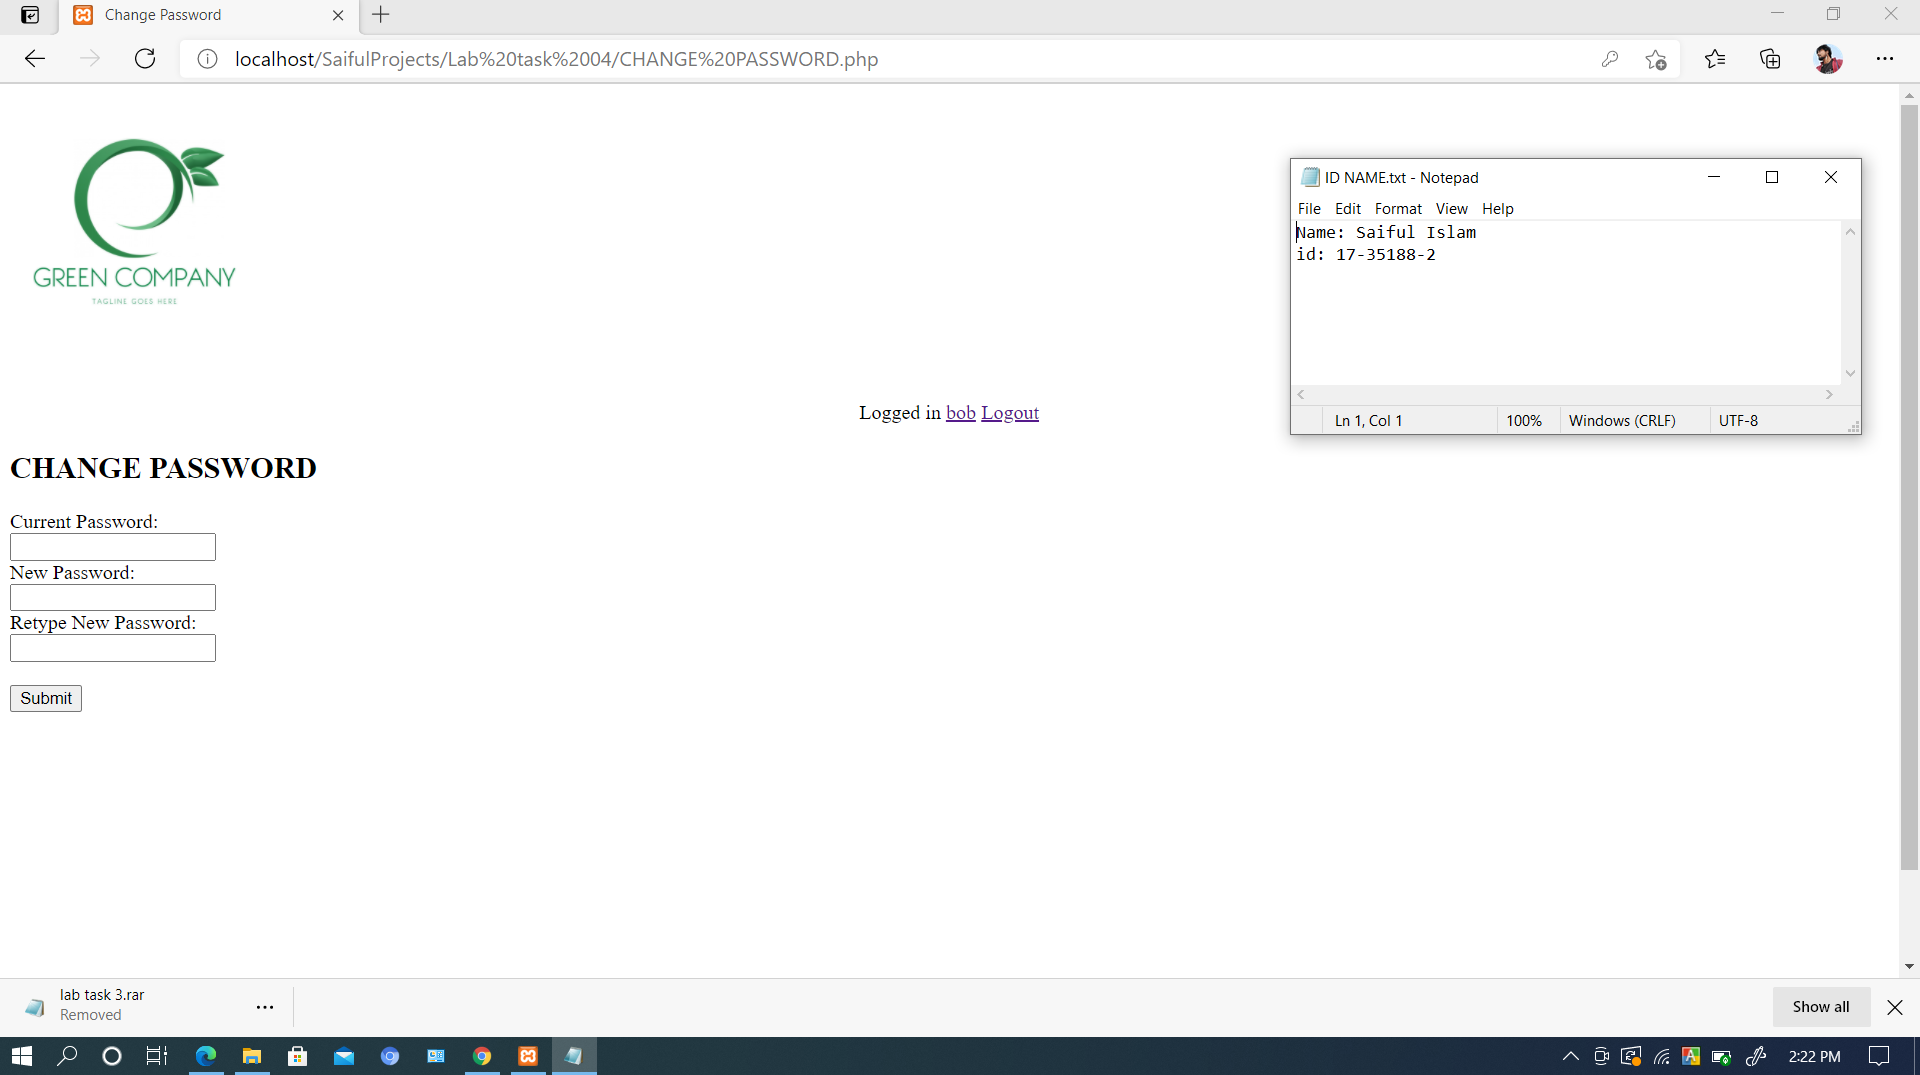 Change Password
localhost/SaifulProjects/Lab%20task%2004/CHANGE%20PASSWORD.php
GREEN COMPANY
TAGLINE GOES HERE
ID NAME.txt - Notepad
File Edit Format View Help
Name: Saiful Islam
id: 17-35188-2
Ln 1, Col 1 100% Windows (CRLF) UTF-8
Logged in bob Logout
CHANGE PASSWORD
Current Password:
New Password:
Retype New Password:
Submit
lab task 3.rar
Removed
Show all
2:22 PM